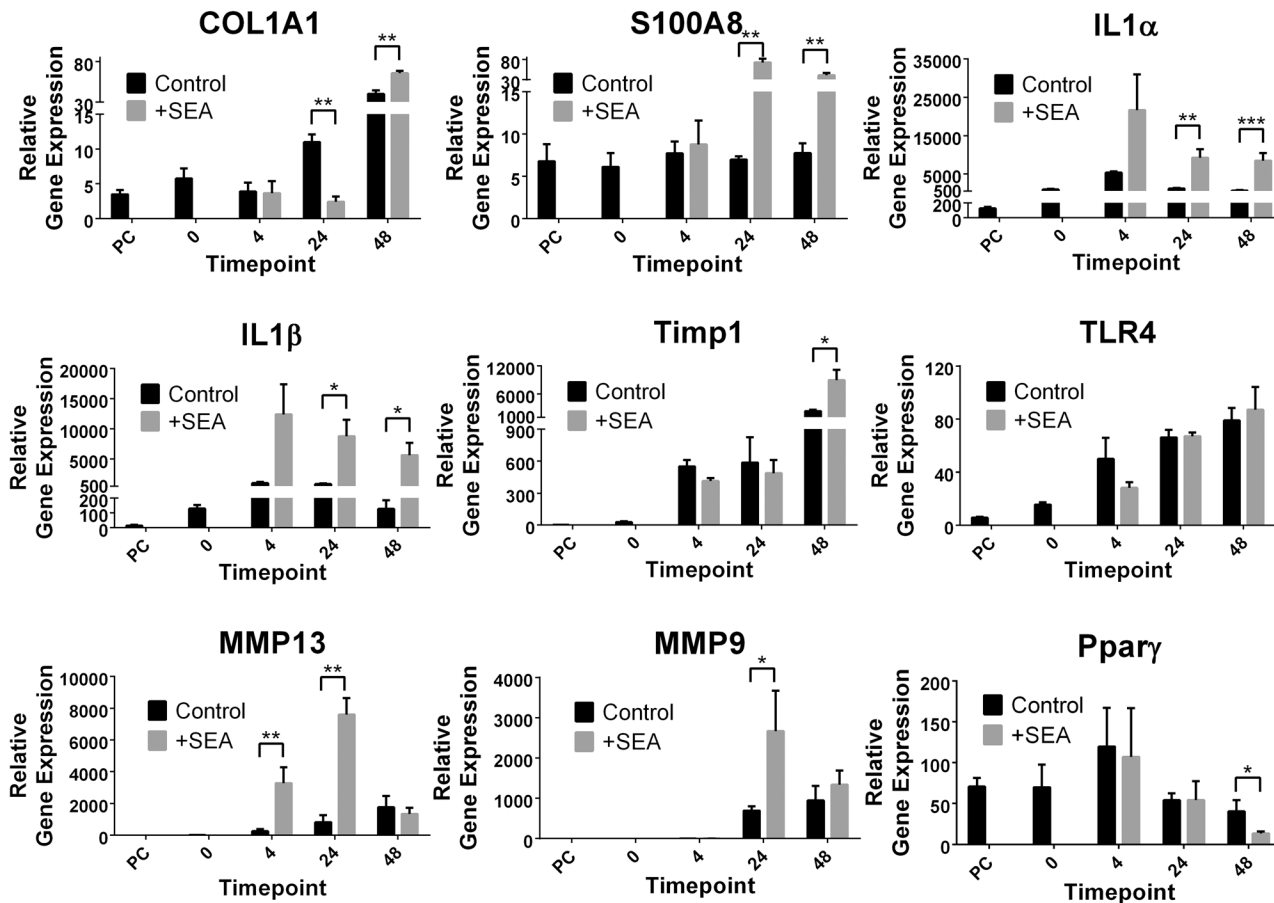 COL1A1
Relative
Gene Expression
80
30
15
10
5
0
Control
+SEA
**
**
PC
0
4
24
48
Timepoint
S100A8
Relative
Gene Expression
80
30
15
10
5
0
Control
+SEA
**
**
PC
0
4
24
48
Timepoint
IL1α
Relative
Gene Expression
35000
25000
15000
5000
500
200
0
Control
+SEA
**
***
PC
0
4
24
48
Timepoint
IL1β
Relative
Gene Expression
20000
15000
10000
5000
500
200
100
0
Control
+SEA
*
*
PC
0
4
24
48
Timepoint
Timp1
Relative
Gene Expression
12000
6000
1000
900
600
300
0
Control
+SEA
*
PC
0
4
24
48
Timepoint
TLR4
Relative
Gene Expression
120
80
40
0
Control
+SEA
PC
0
4
24
48
Timepoint
MMP13
Relative
Gene Expression
10000
8000
6000
4000
2000
0
Control
+SEA
**
**
PC
0
4
24
48
Timepoint
MMP9
Relative
Gene Expression
4000
3000
2000
1000
0
Control
+SEA
*
PC
0
4
24
48
Timepoint
Pparγ
Relative
Gene Expression
200
150
100
50
0
Control
+SEA
*
PC
0
4
24
48
Timepoint